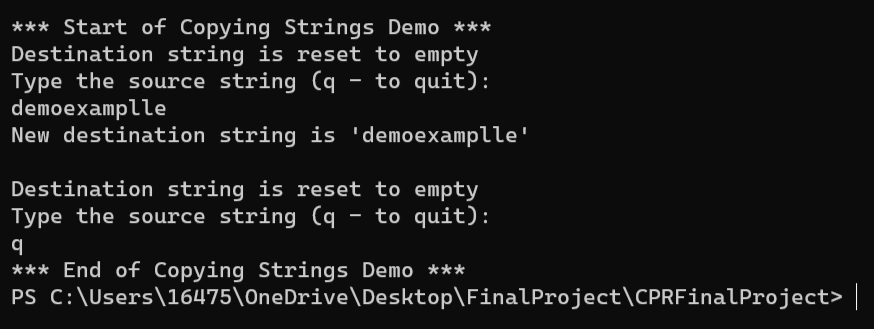 *** Start of Copying Strings Demo ***
Destination string is reset to empty
Type the source string (q - to quit):
demoexamplle
New destination string is 'demoexamplle'
Destination string is reset to empty
Type the source string (q - to quit):
q
*** End of Copying Strings Demo ***
PS C:\Users\16475\OneDrive\Desktop\FinalProject\CPRFinalProject>